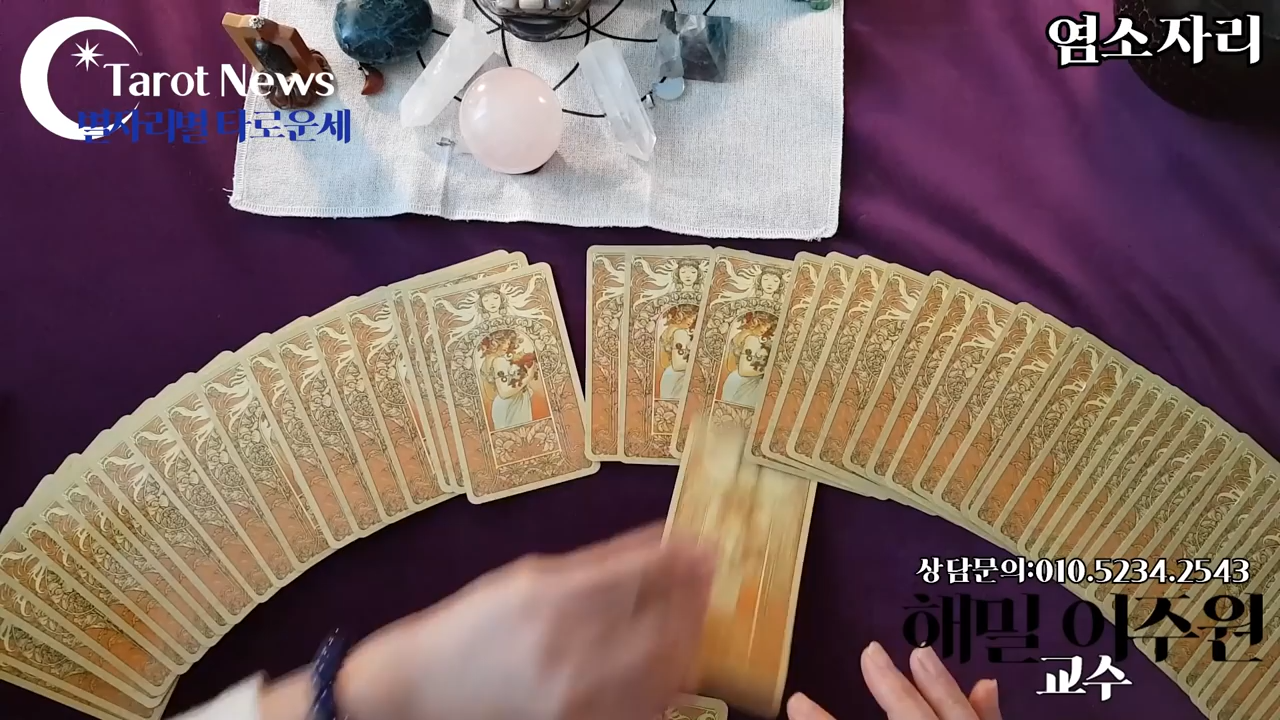 Tarot News
별자리별 타로운세
염소자리
상담문의:010.5234.2543
해밀 이주원
교수